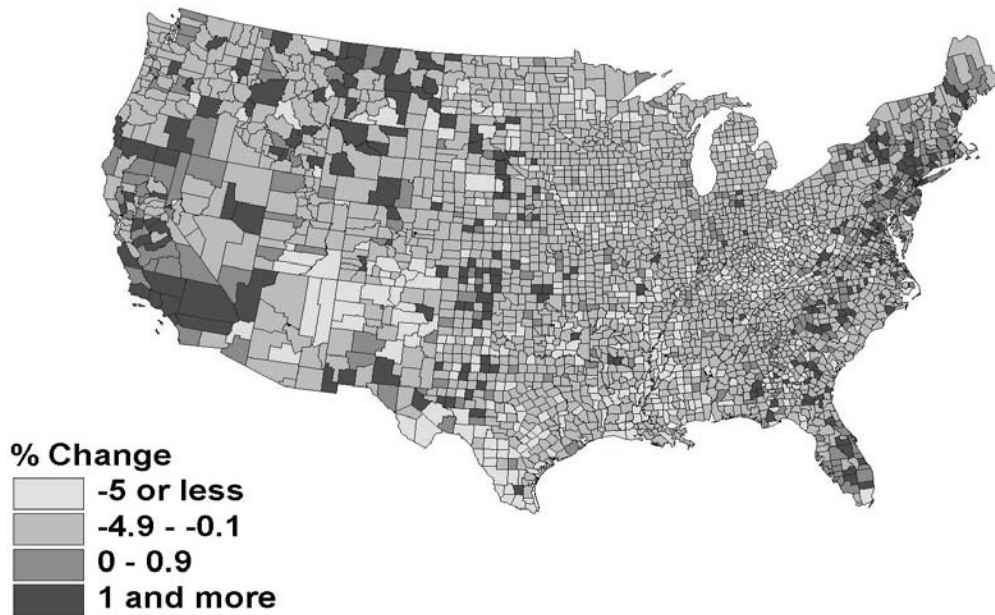 % Change
-5 or less
-4.9 - -0.1
0 - 0.9
1 and more